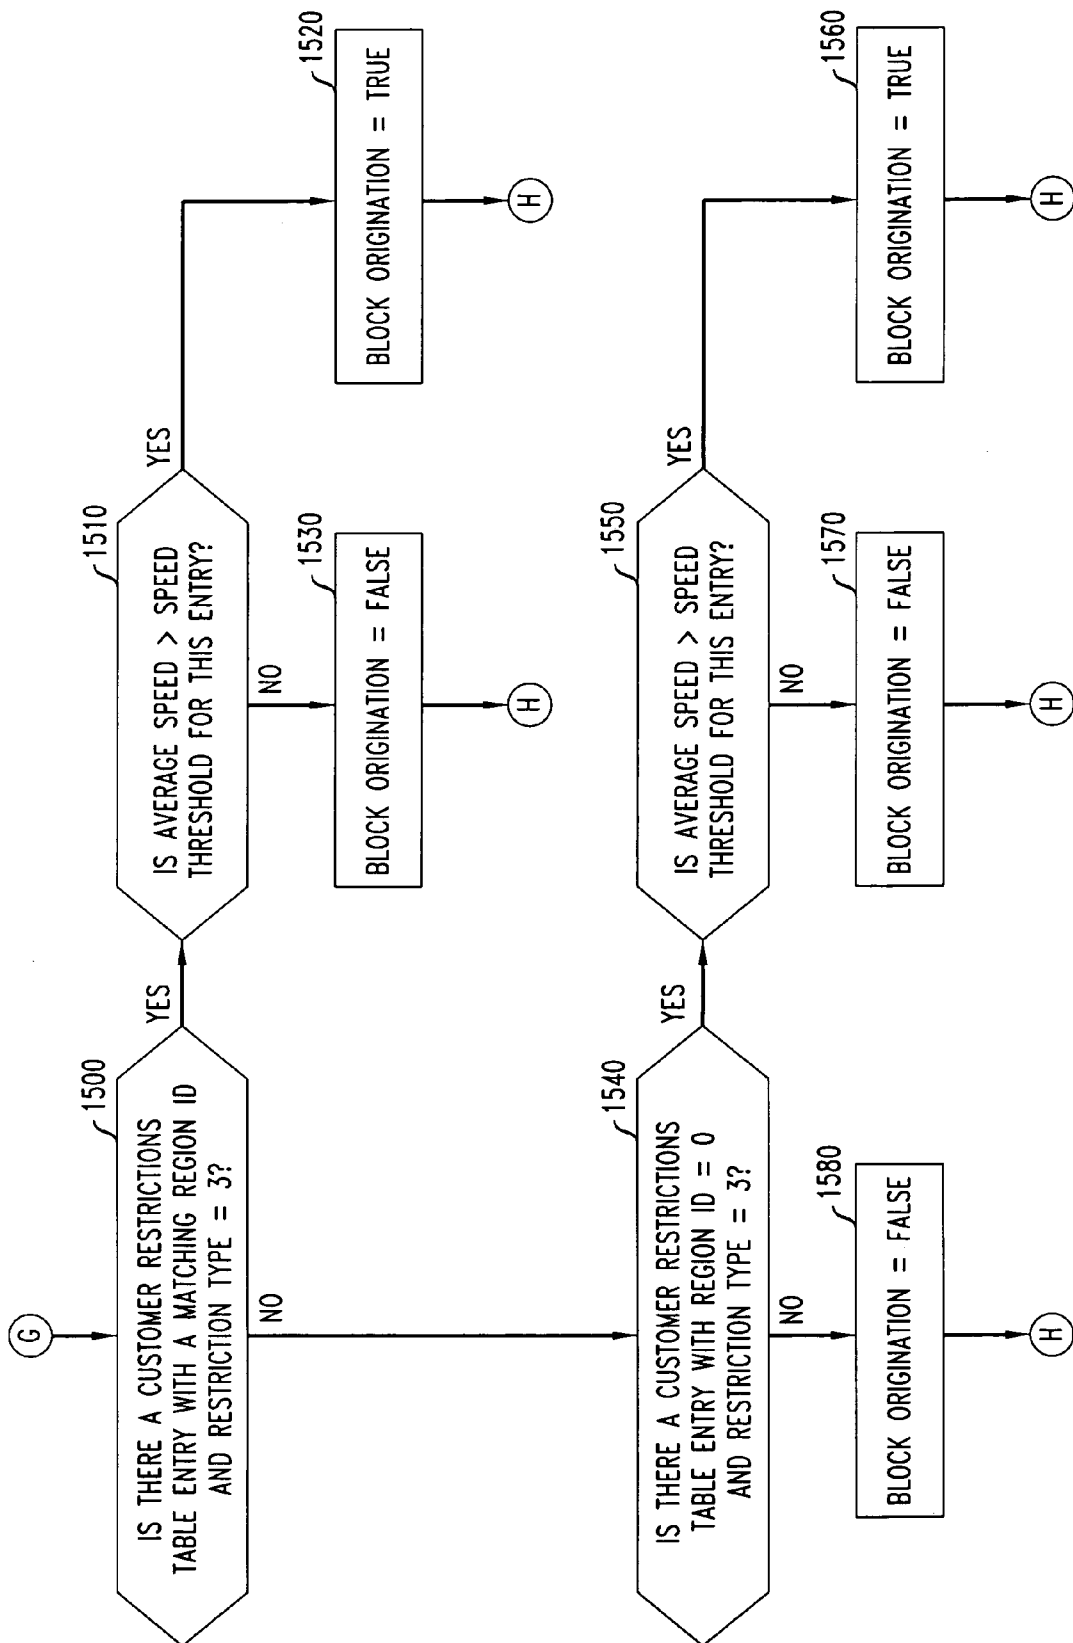 G
1500
IS THERE A CUSTOMER RESTRICTIONS
TABLE ENTRY WITH A MATCHING REGION ID
AND RESTRICTION TYPE = 3?
YES
NO
1510
IS AVERAGE SPEED > SPEED
THRESHOLD FOR THIS ENTRY?
YES
NO
1520
BLOCK ORIGINATION = TRUE
H
1530
BLOCK ORIGINATION = FALSE
H
1540
IS THERE A CUSTOMER RESTRICTIONS
TABLE ENTRY WITH REGION ID = 0
AND RESTRICTION TYPE = 3?
YES
NO
1550
IS AVERAGE SPEED > SPEED
THRESHOLD FOR THIS ENTRY?
YES
NO
1560
BLOCK ORIGINATION = TRUE
H
1570
BLOCK ORIGINATION = FALSE
H
1580
BLOCK ORIGINATION = FALSE
H